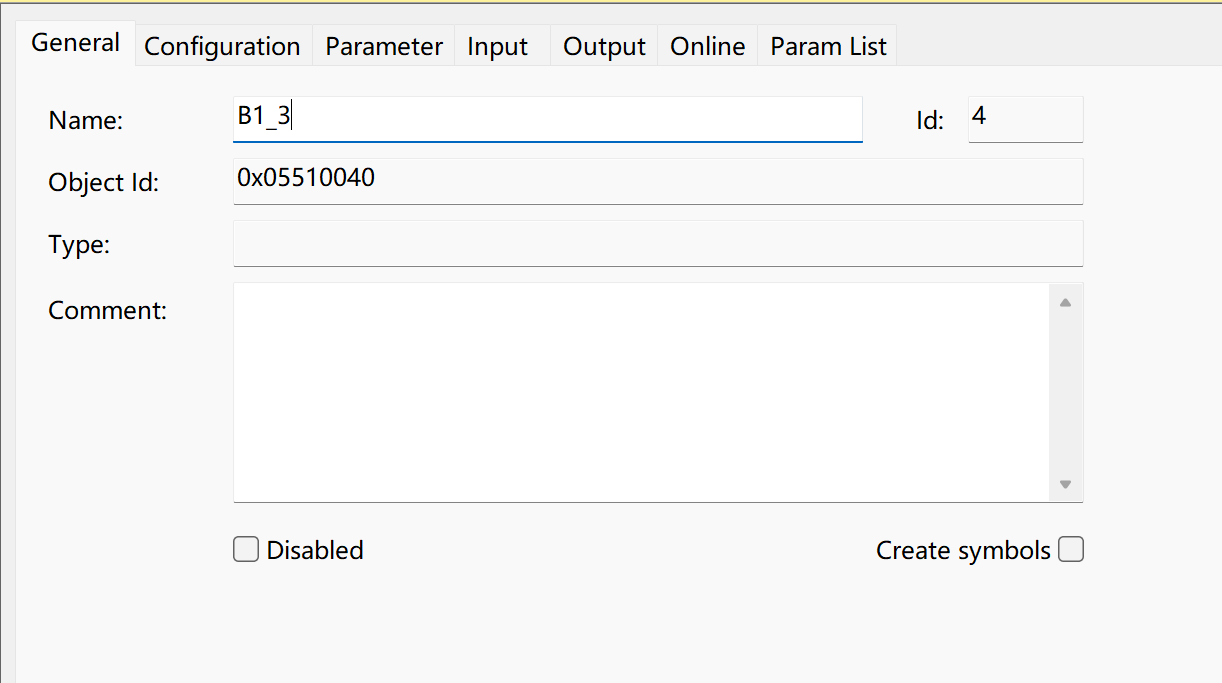 General Configuration Parameter Input Output Online Param List
Name: B1_3 Id: 4
Object Id: 0x05510040
Type:
Comment:
Disabled Create symbols